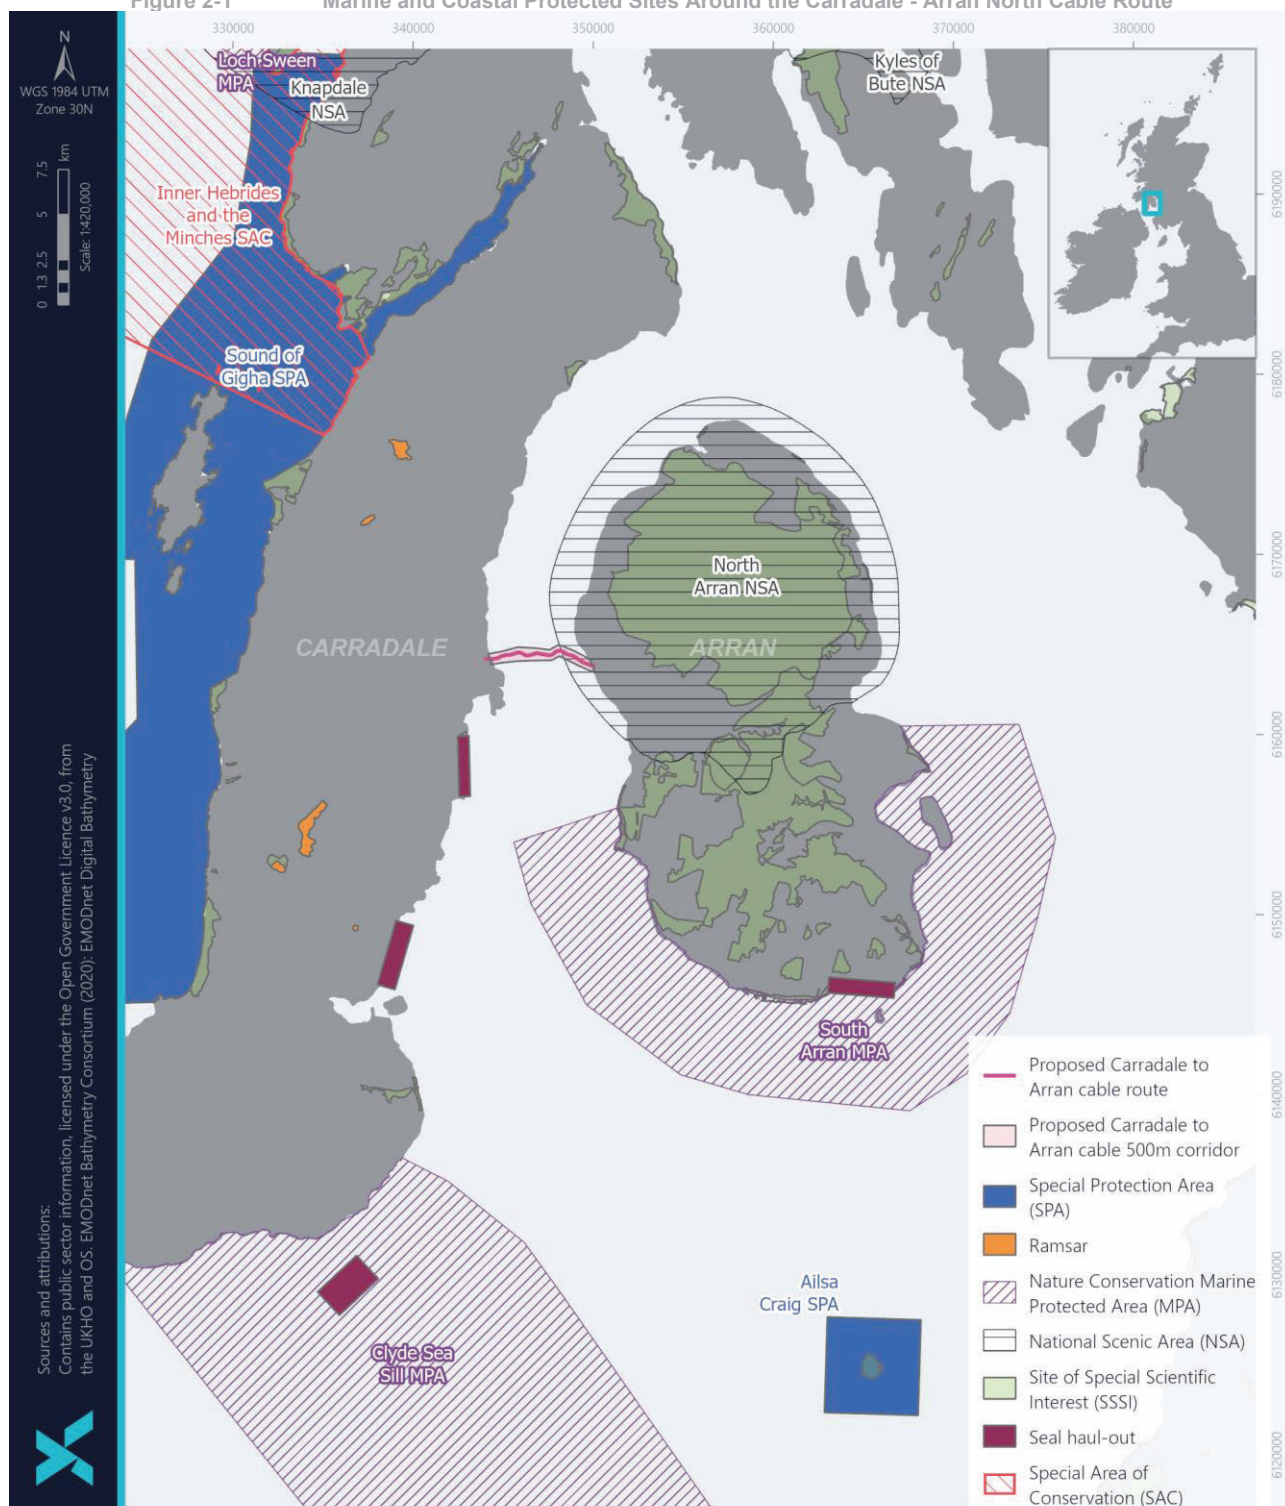 Figure 2-1 Marine and Coastal Protected Sites Around the Carradale - Arran North Cable Route
330000 340000 350000 360000 370000 380000
N
WGS 1984 UTM
Zone 30N
0 1.3 2.5 5 7.5
km
Scale: 1:420,000
Loch Sween
MPA
Knapdale
NSA
Kyles of
Bute NSA
Inner Hebrides
and the
Minches SAC
Sound of
Gigha SPA
North
Arran NSA
CARRADALE
ARRAN
South
Arran MPA
Ailsa
Craig SPA
Clyde Sea
Sill MPA
6190000
6180000
6170000
6160000
6150000
6140000
6130000
6120000
Proposed Carradale to
Arran cable route
Proposed Carradale to
Arran cable 500m corridor
Special Protection Area
(SPA)
Ramsar
Nature Conservation Marine
Protected Area (MPA)
National Scenic Area (NSA)
Site of Special Scientific
Interest (SSSI)
Seal haul-out
Special Area of
Conservation (SAC)
Sources and attributions:
Contains public sector information, licensed under the Open Government Licence v3.0, from
the UKHO and OS. EMODnet Bathymetry Consortium (2020): EMODnet Digital Bathymetry